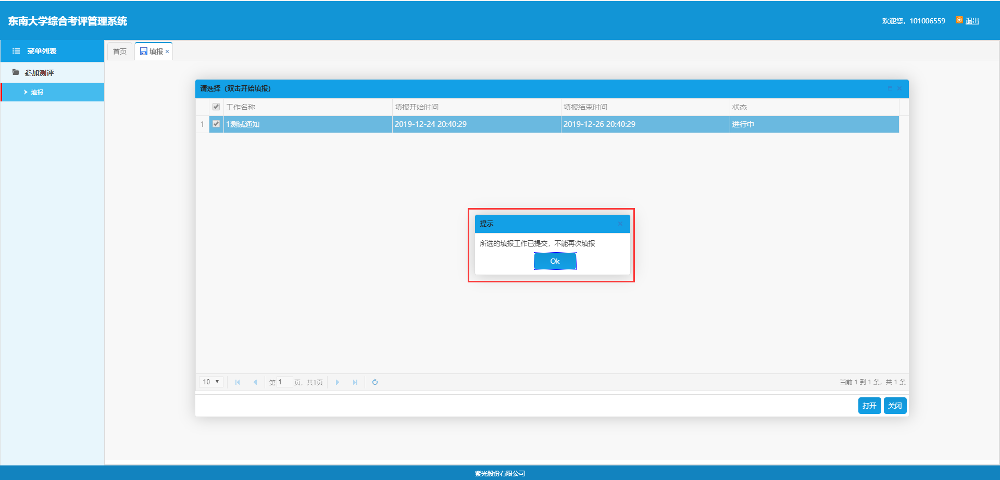 东南大学综合考评管理系统
欢迎您，101006559 退出
菜单列表
首页 填报 ×
参加测评
填报
请选择（双击开始填报）
工作名称 填报开始时间 填报结束时间 状态
1 1测试通知 2019-12-24 20:40:29 2019-12-26 20:40:29 进行中
提示
所选的填报工作已提交，不能再次填报
Ok
10 第 1 页，共1页 当前 1 到 1 条，共 1 条
打开 关闭
紫光股份有限公司